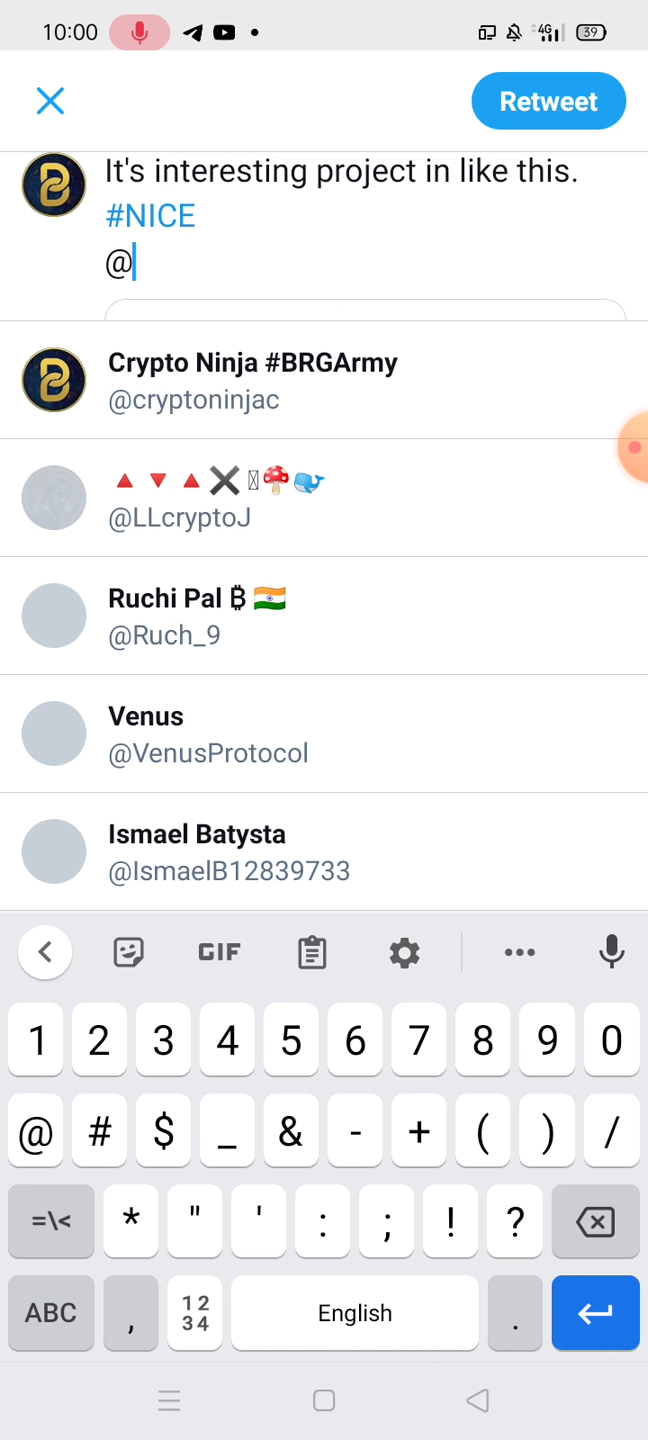 10:00 4G 39
Retweet
It's interesting project in like this.
#NICE
@
Crypto Ninja #BRGArmy
@cryptoninjac
🔺🔻🔺✖️🍄🐳
@LLcryptoJ
Ruchi Pal ₿ 🇮🇳
@Ruch_9
Venus
@VenusProtocol
Ismael Batysta
@IsmaelB12839733
GIF
1 2 3 4 5 6 7 8 9 0
@ # $ _ & - + ( ) /
=\< * " ' : ; ! ?
ABC , 12 34 English .